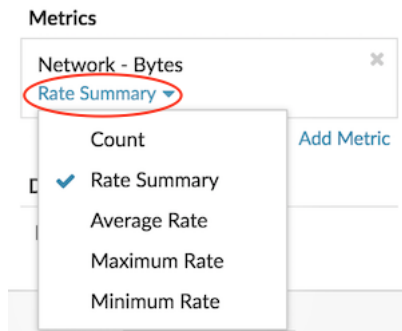 Metrics
Network - Bytes
Rate Summary
Count
Add Metric
Rate Summary
Average Rate
Maximum Rate
Minimum Rate